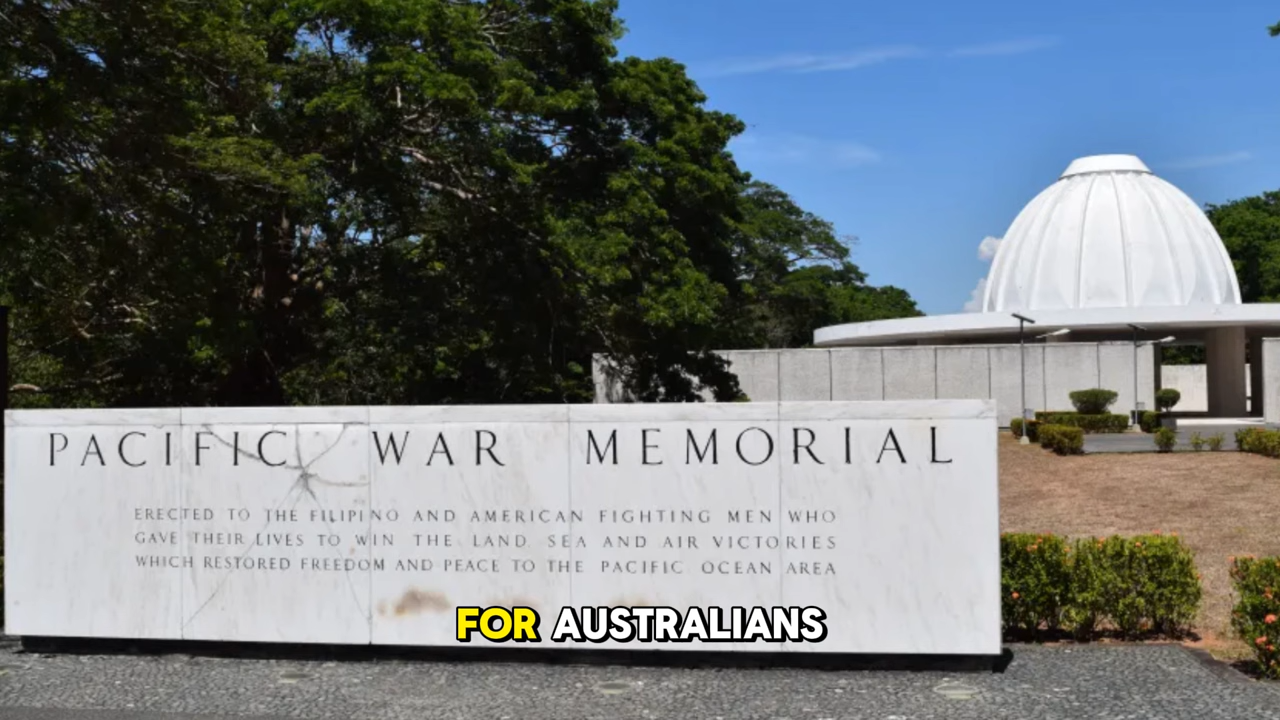 PACIFIC WAR MEMORIAL
ERECTED TO THE FILIPINO AND AMERICAN FIGHTING MEN WHO
GAVE THEIR LIVES TO WIN THE LAND, SEA AND AIR VICTORIES
WHICH RESTORED FREEDOM AND PEACE TO THE PACIFIC OCEAN AREA
FOR AUSTRALIANS